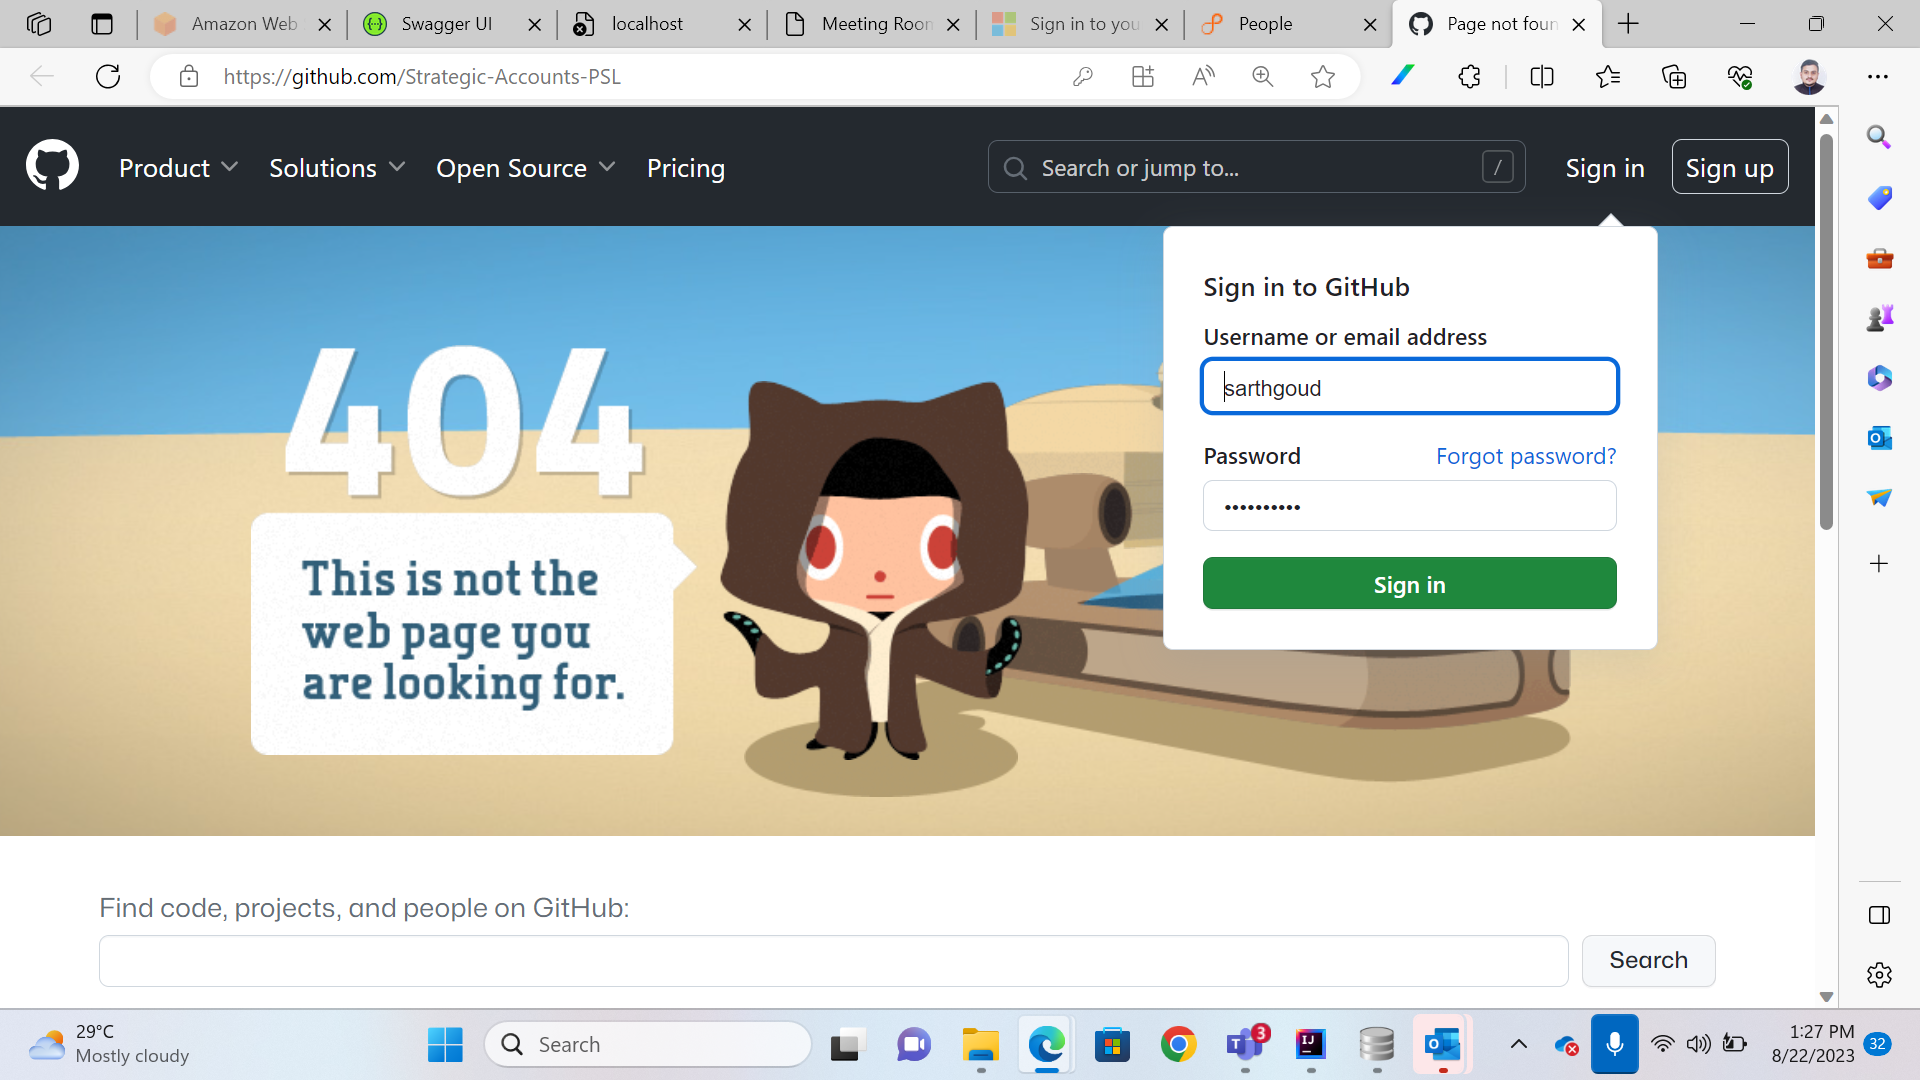 Amazon Web
Swagger UI
localhost
Meeting Room
Sign in to you
People
Page not foun
https://github.com/Strategic-Accounts-PSL
Product
Solutions
Open Source
Pricing
Search or jump to...
/
Sign in
Sign up
404
This is not the
web page you
are looking for.
Sign in to GitHub
Username or email address
sarthgoud
Password
Forgot password?
Sign in
Find code, projects, and people on GitHub:
Search
29°C
Mostly cloudy
Search
3
1:27 PM
8/22/2023
32